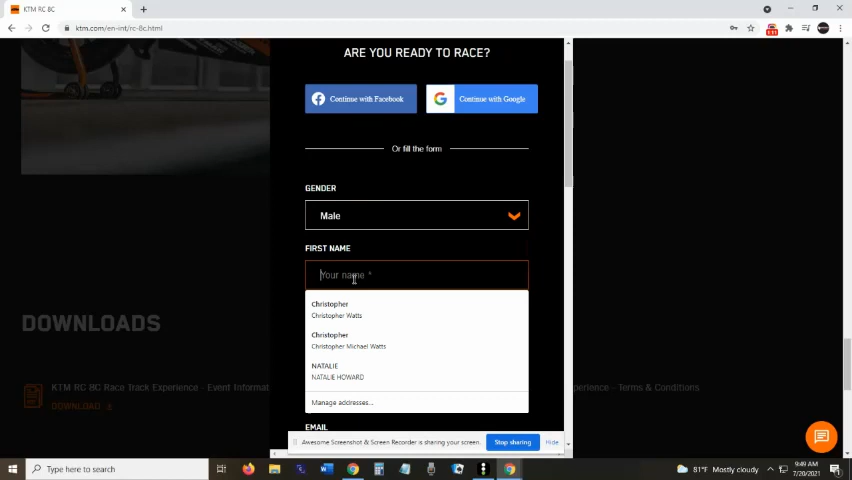 KTM RC 8C
ktm.com/en-int/rc-8c.html
ARE YOU READY TO RACE?
Continue with Facebook
Continue with Google
Or fill the form
GENDER
Male
FIRST NAME
Your name *
Christopher
Christopher Watts
Christopher
Christopher Michael Watts
NATALIE
NATALIE HOWARD
Manage addresses...
EMAIL
DOWNLOADS
KTM RC 8C Race Track Experience - Event Informat
perience - Terms & Conditions
DOWNLOAD
Awesome Screenshot & Screen Recorder is sharing your screen.
Stop sharing
Hide
Type here to search
81°F Mostly cloudy
9:49 AM
7/20/2021